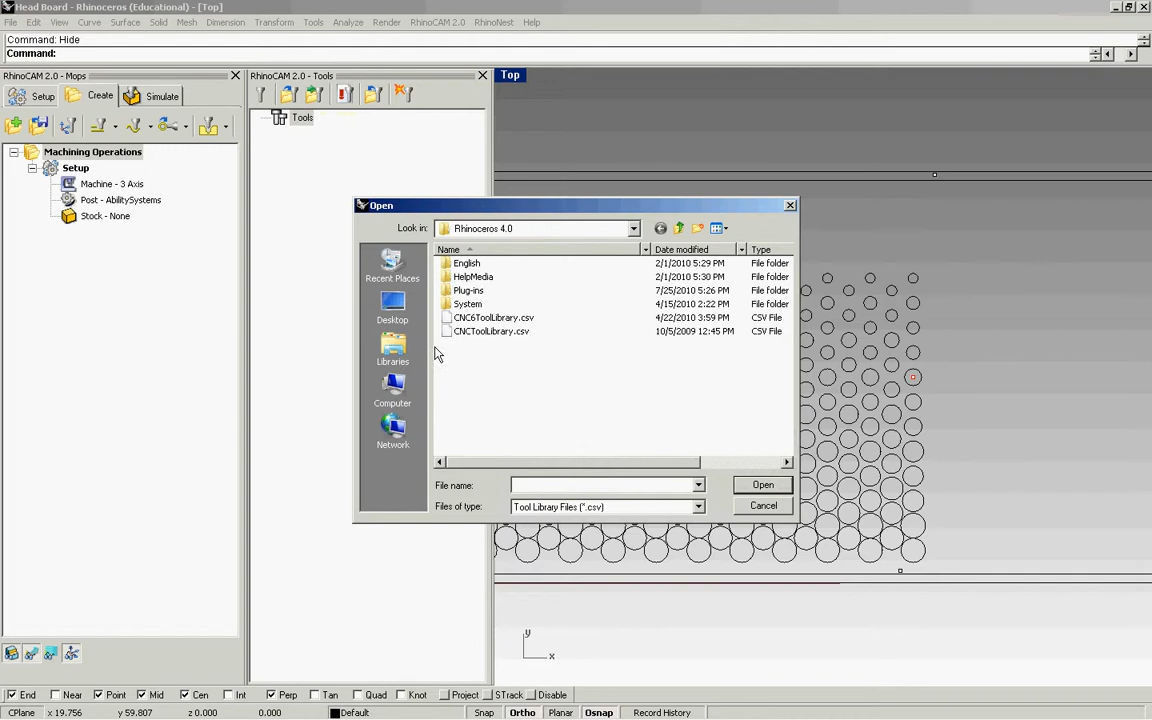 Head Board - Rhinoceros (Educational) - [Top]
File Edit View Curve Surface Solid Mesh Dimension Transform Tools Analyze Render RhinoCAM 2.0 RhinoNest Help
Command: Hide
Command:
RhinoCAM 2.0 - Mops
Setup Create Simulate
Machining Operations
Setup
Machine - 3 Axis
Post - AbilitySystems
Stock - None
RhinoCAM 2.0 - Tools
Tools
Top
Open
Look in: Rhinoceros 4.0
Name Date modified Type
English 2/1/2010 5:29 PM File folder
HelpMedia 2/1/2010 5:30 PM File folder
Plug-ins 7/25/2010 5:26 PM File folder
System 4/15/2010 2:22 PM File folder
CNC6ToolLibrary.csv 4/22/2010 3:59 PM CSV File
CNCToolLibrary.csv 10/5/2009 12:45 PM CSV File
Recent Places
Desktop
Libraries
Computer
Network
File name: Open
Files of type: Tool Library Files (*.csv) Cancel
y
x
End Near Point Mid Cen Int Perp Tan Quad Knot Project STrack Disable
CPlane x 19.756 y 59.807 z 0.000 0.000 Default Snap Ortho Planar Osnap Record History